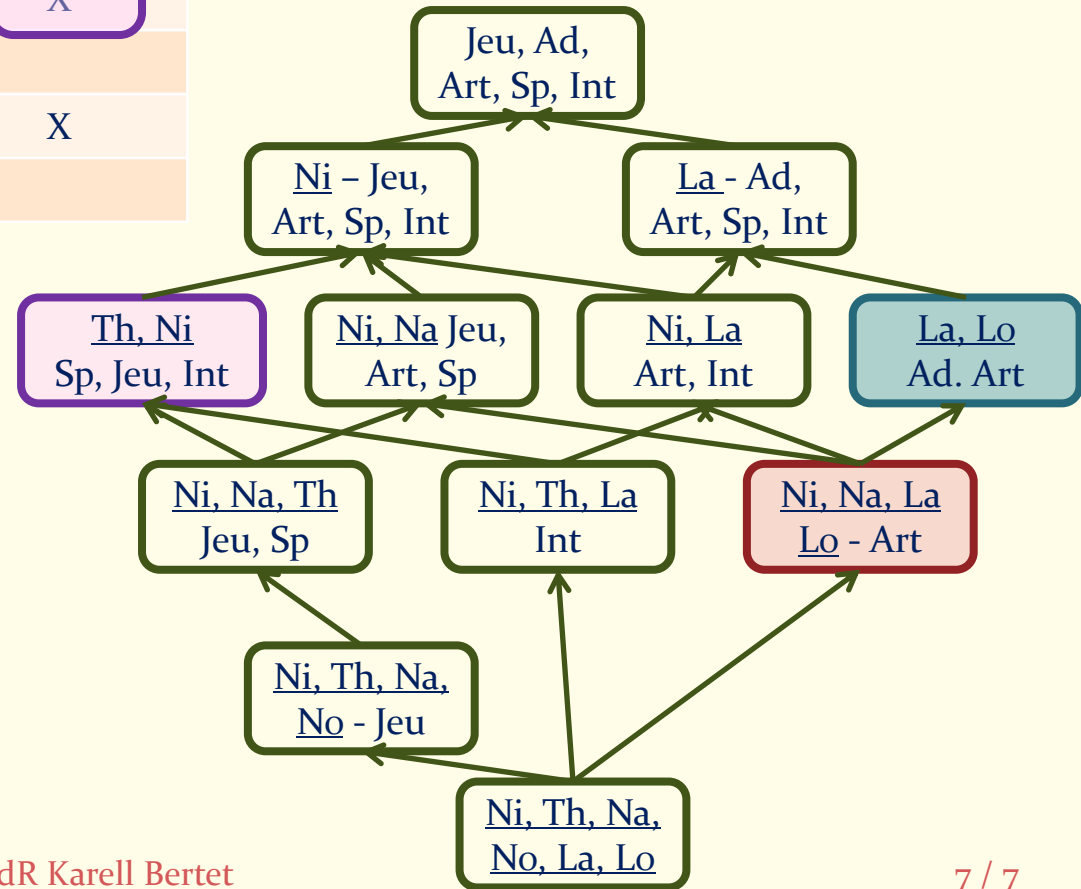 X
X
Jeu, Ad,
Art, Sp, Int
Ni – Jeu,
Art, Sp, Int
La - Ad,
Art, Sp, Int
Th, Ni
Sp, Jeu, Int
Ni, Na Jeu,
Art, Sp
Ni, La
Art, Int
La, Lo
Ad. Art
Ni, Na, Th
Jeu, Sp
Ni, Th, La
Int
Ni, Na, La
Lo - Art
Ni, Th, Na,
No - Jeu
Ni, Th, Na,
No, La, Lo
dR Karell Bertet
7 / 7